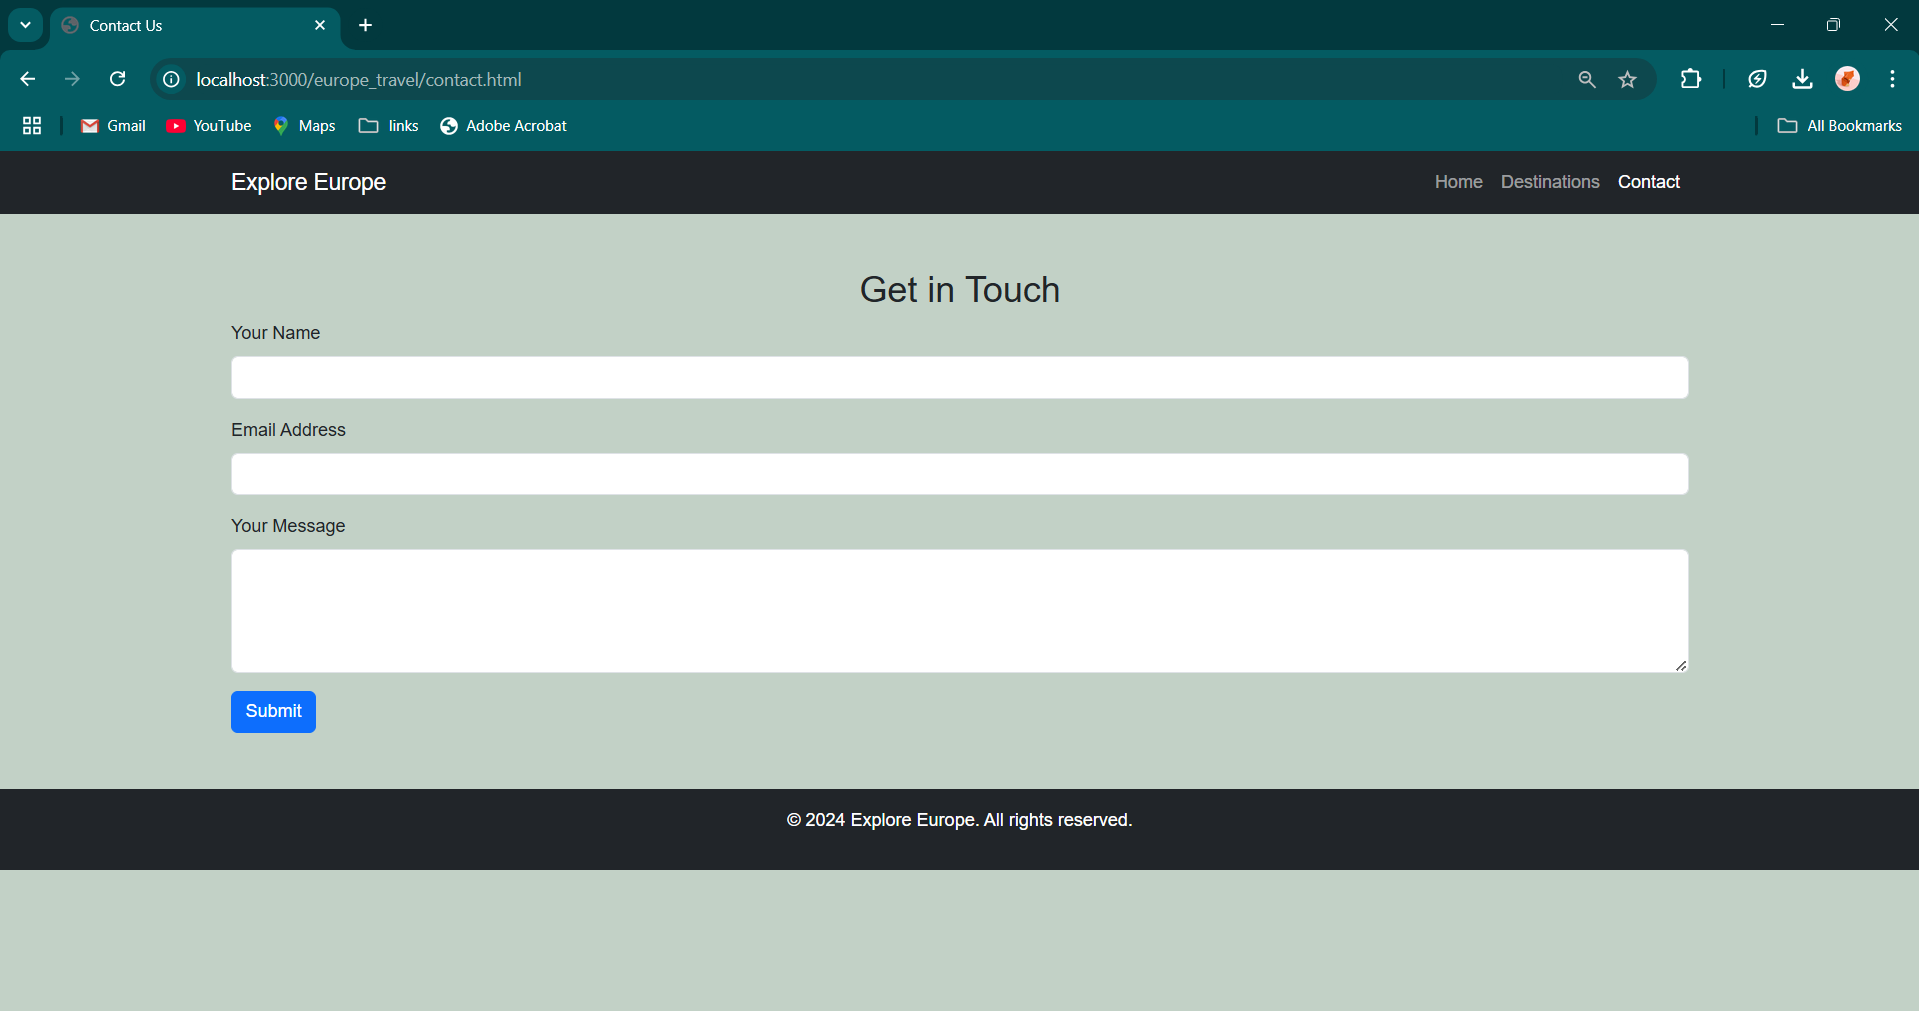 Contact Us
localhost:3000/europe_travel/contact.html
Gmail YouTube Maps links Adobe Acrobat All Bookmarks
Explore Europe Home Destinations Contact
Get in Touch
Your Name
Email Address
Your Message
Submit
© 2024 Explore Europe. All rights reserved.